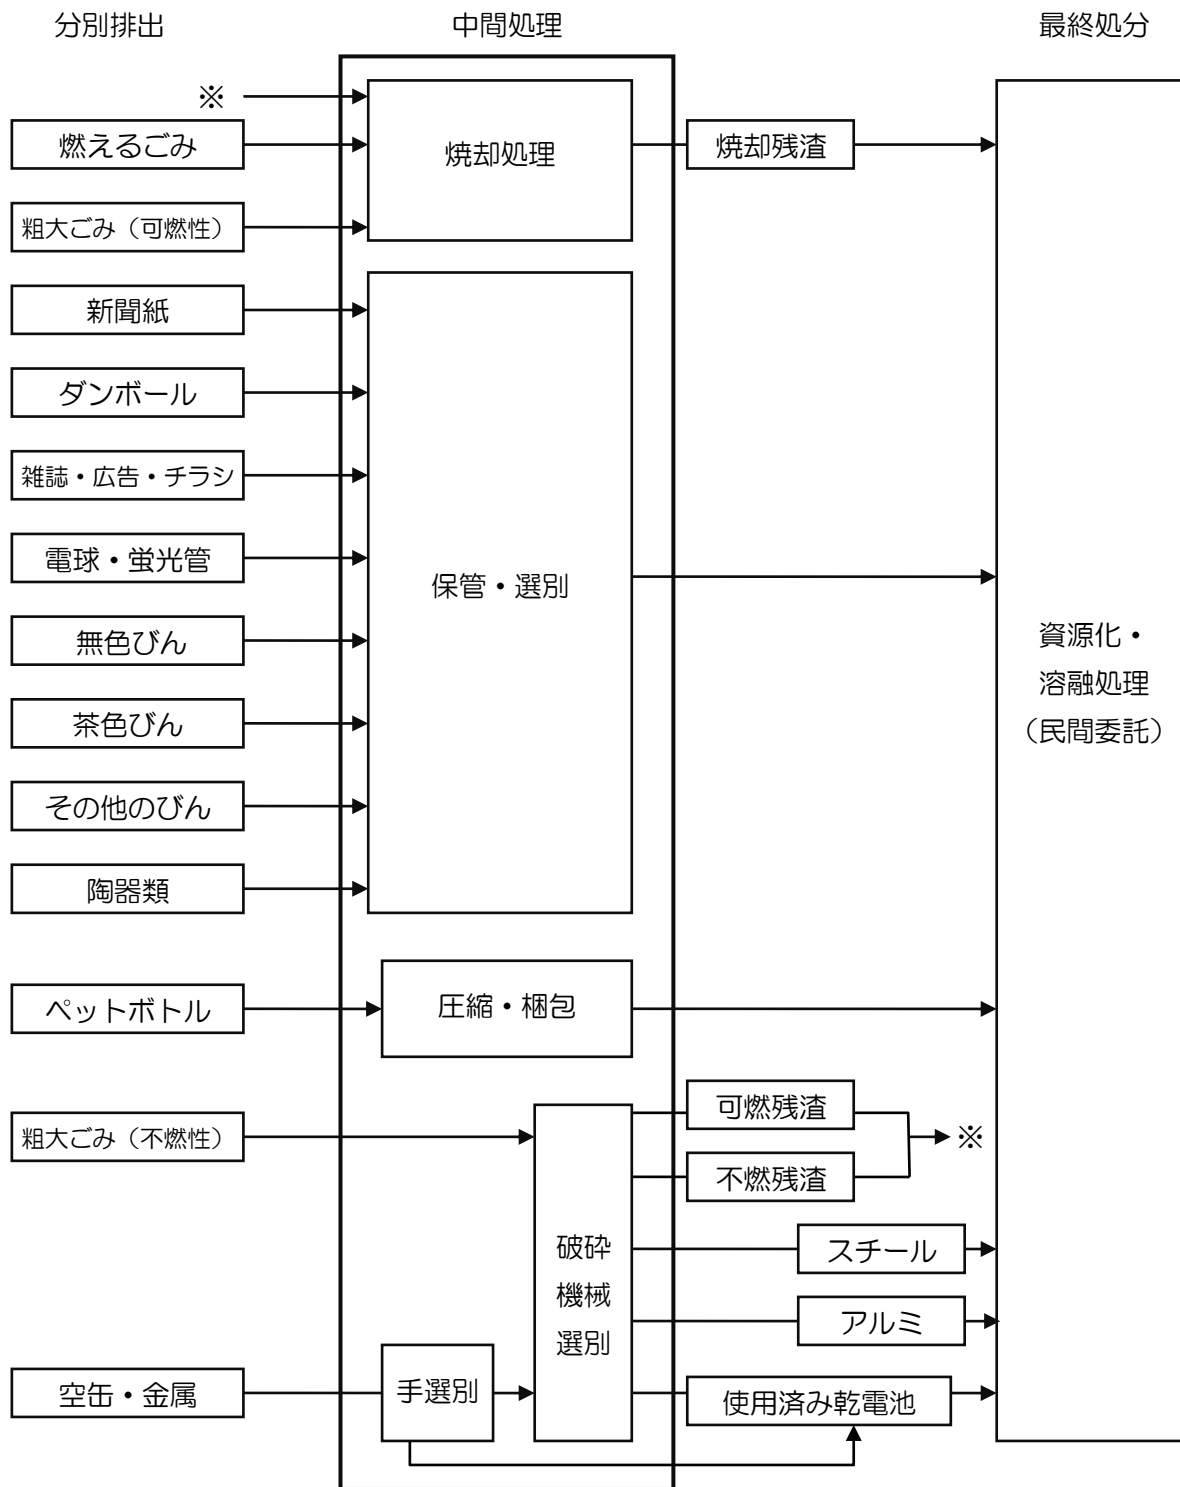 分別排出
中間処理
最終処分
※
燃えるごみ
焼却処理
焼却残渣
粗大ごみ（可燃性）
新聞紙
ダンボール
雑誌・広告・チラシ
電球・蛍光管
保管・選別
無色びん
茶色びん
その他のびん
陶器類
資源化・
溶融処理
（民間委託）
ペットボトル
圧縮・梱包
粗大ごみ（不燃性）
可燃残渣
不燃残渣
※
破砕
機械
選別
スチール
アルミ
空缶・金属
手選別
使用済み乾電池